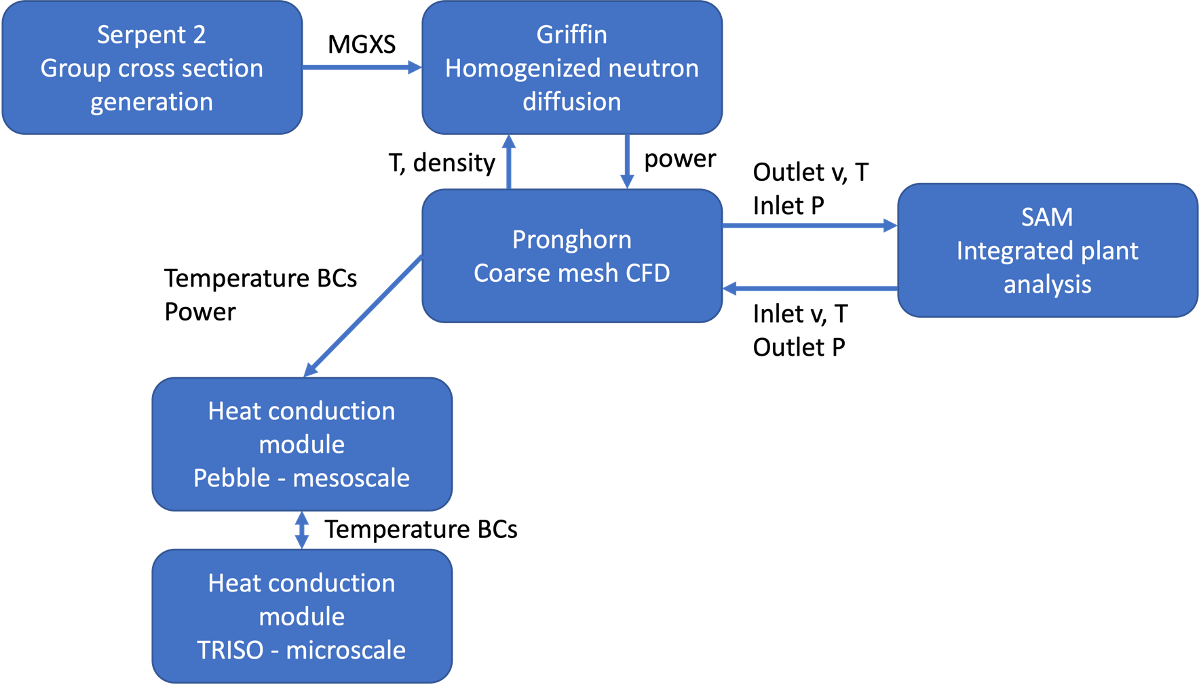 Serpent 2
Group cross section
generation
MGXS
Griffin
Homogenized neutron
diffusion
T, density
power
Outlet v, T
Inlet P
Pronghorn
Coarse mesh CFD
SAM
Integrated plant
analysis
Inlet v, T
Outlet P
Temperature BCs
Power
Heat conduction
module
Pebble - mesoscale
Temperature BCs
Heat conduction
module
TRISO - microscale